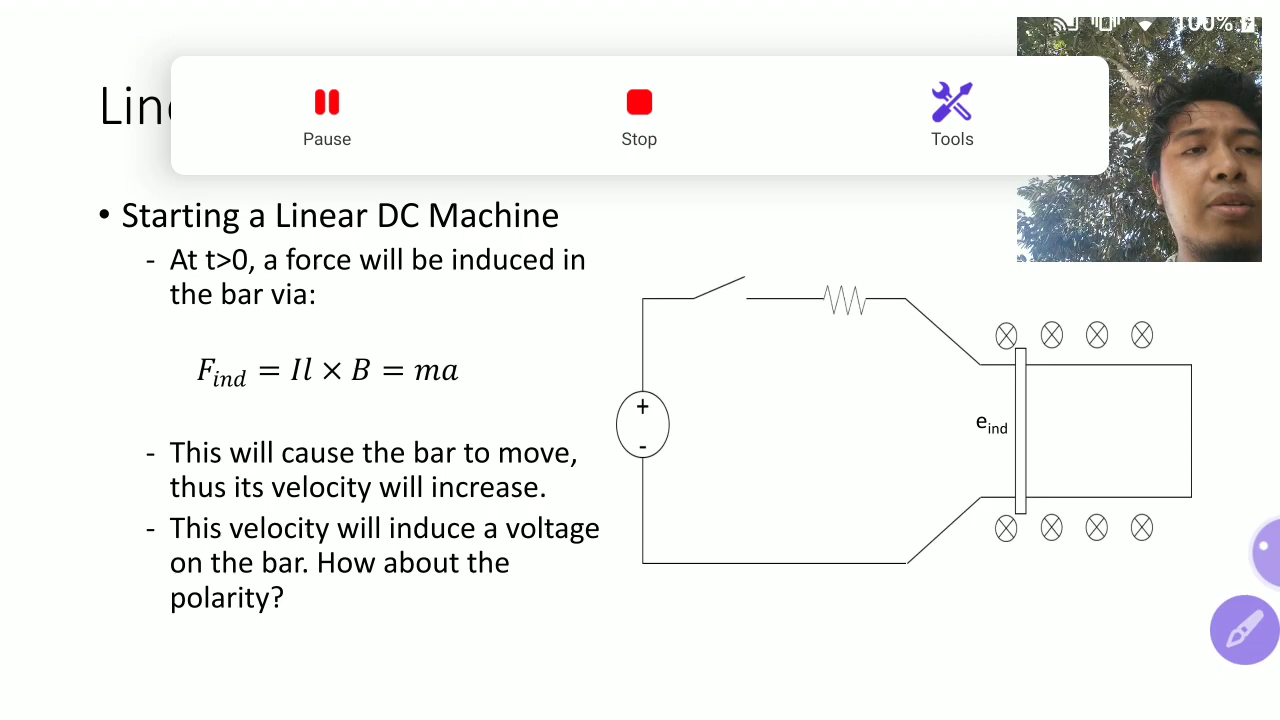 100%
Pause
Stop
Tools
• Starting a Linear DC Machine
- At t>0, a force will be induced in
the bar via:
F_ind = Il × B = ma
- This will cause the bar to move,
thus its velocity will increase.
- This velocity will induce a voltage
on the bar. How about the
polarity?
+
-
e_ind